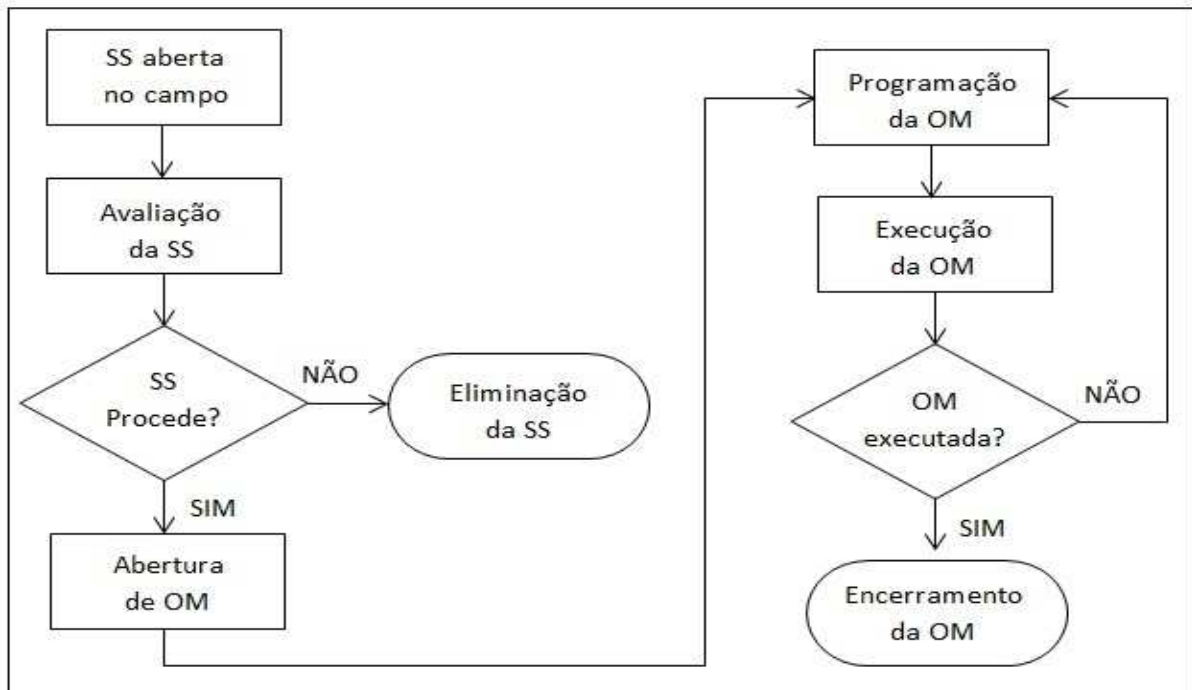 SS aberta
no campo
Avaliação
da SS
SS
Procede?
NÃO
Eliminação
da SS
SIM
Abertura
de OM
Programação
da OM
Execução
da OM
OM
executada?
NÃO
SIM
Encerramento
da OM